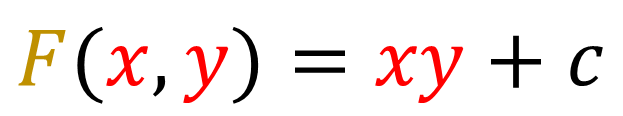 F(x, y) = xy + c